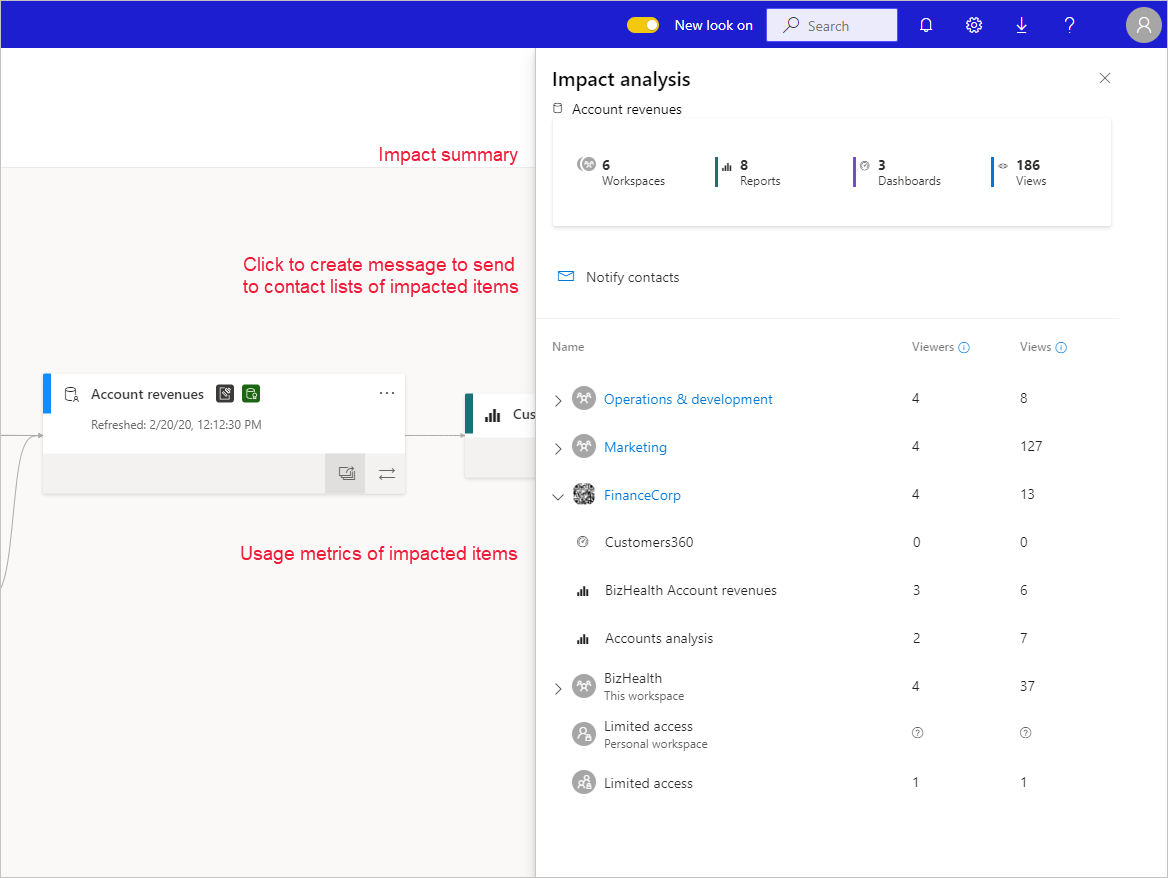 New look on
Search
Impact analysis
Account revenues
Impact summary
6
Workspaces
8
Reports
3
Dashboards
186
Views
Click to create message to send
to contact lists of impacted items
Notify contacts
Name Viewers Views
Account revenues
Refreshed: 2/20/20, 12:12:30 PM
Cus
Usage metrics of impacted items
Operations & development 4 8
Marketing 4 127
FinanceCorp 4 13
Customers360 0 0
BizHealth Account revenues 3 6
Accounts analysis 2 7
BizHealth 4 37
This workspace
Limited access
Personal workspace
Limited access 1 1